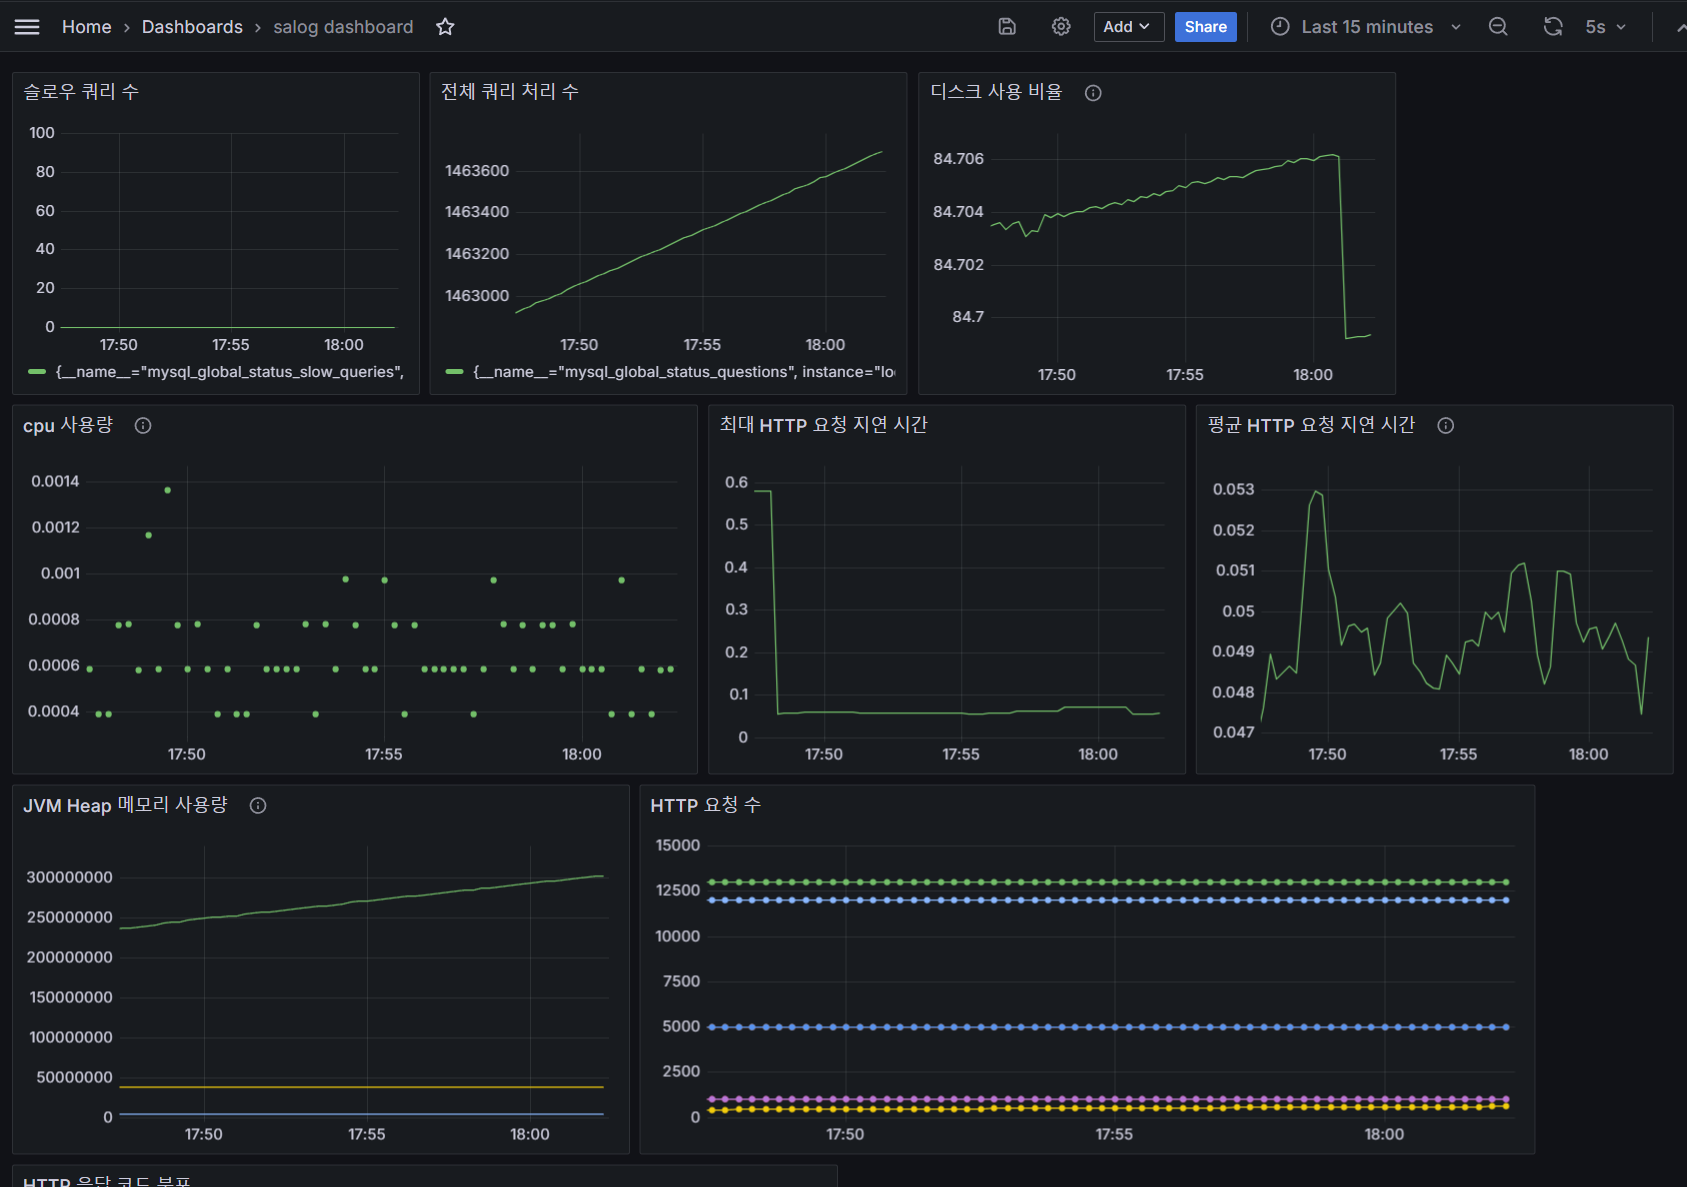 Home › Dashboards › salog dashboard
Add
Share
Last 15 minutes
5s
슬로우 쿼리 수
100
80
60
40
20
0
17:50 17:55 18:00
{__name__="mysql_global_status_slow_queries",
전체 쿼리 처리 수
1463600
1463400
1463200
1463000
17:50 17:55 18:00
{__name__="mysql_global_status_questions", instance="lo
디스크 사용 비율
84.706
84.704
84.702
84.7
17:50 17:55 18:00
cpu 사용량
0.0014
0.0012
0.001
0.0008
0.0006
0.0004
17:50 17:55 18:00
최대 HTTP 요청 지연 시간
0.6
0.5
0.4
0.3
0.2
0.1
0
17:50 17:55 18:00
평균 HTTP 요청 지연 시간
0.053
0.052
0.051
0.05
0.049
0.048
0.047
17:50 17:55 18:00
JVM Heap 메모리 사용량
300000000
250000000
200000000
150000000
100000000
50000000
0
17:50 17:55 18:00
HTTP 요청 수
15000
12500
10000
7500
5000
2500
0
17:50 17:55 18:00
HTTP 응답 코드 분포